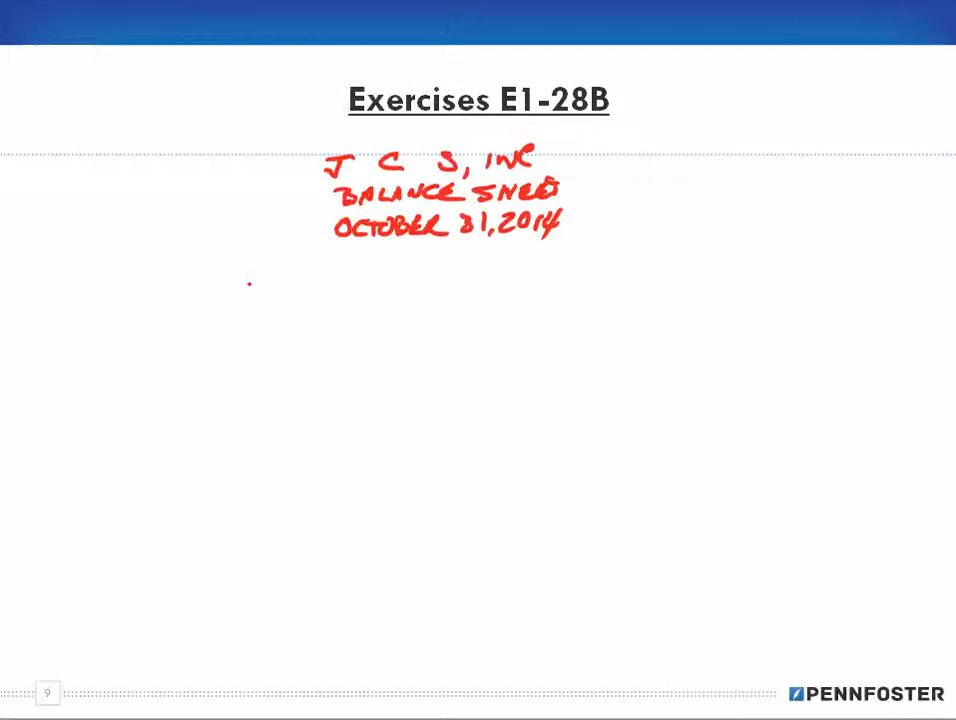 Exercises E1-28B
J C S, INC
BALANCE SHEET
OCTOBER 31, 2014
9
PENNFOSTER